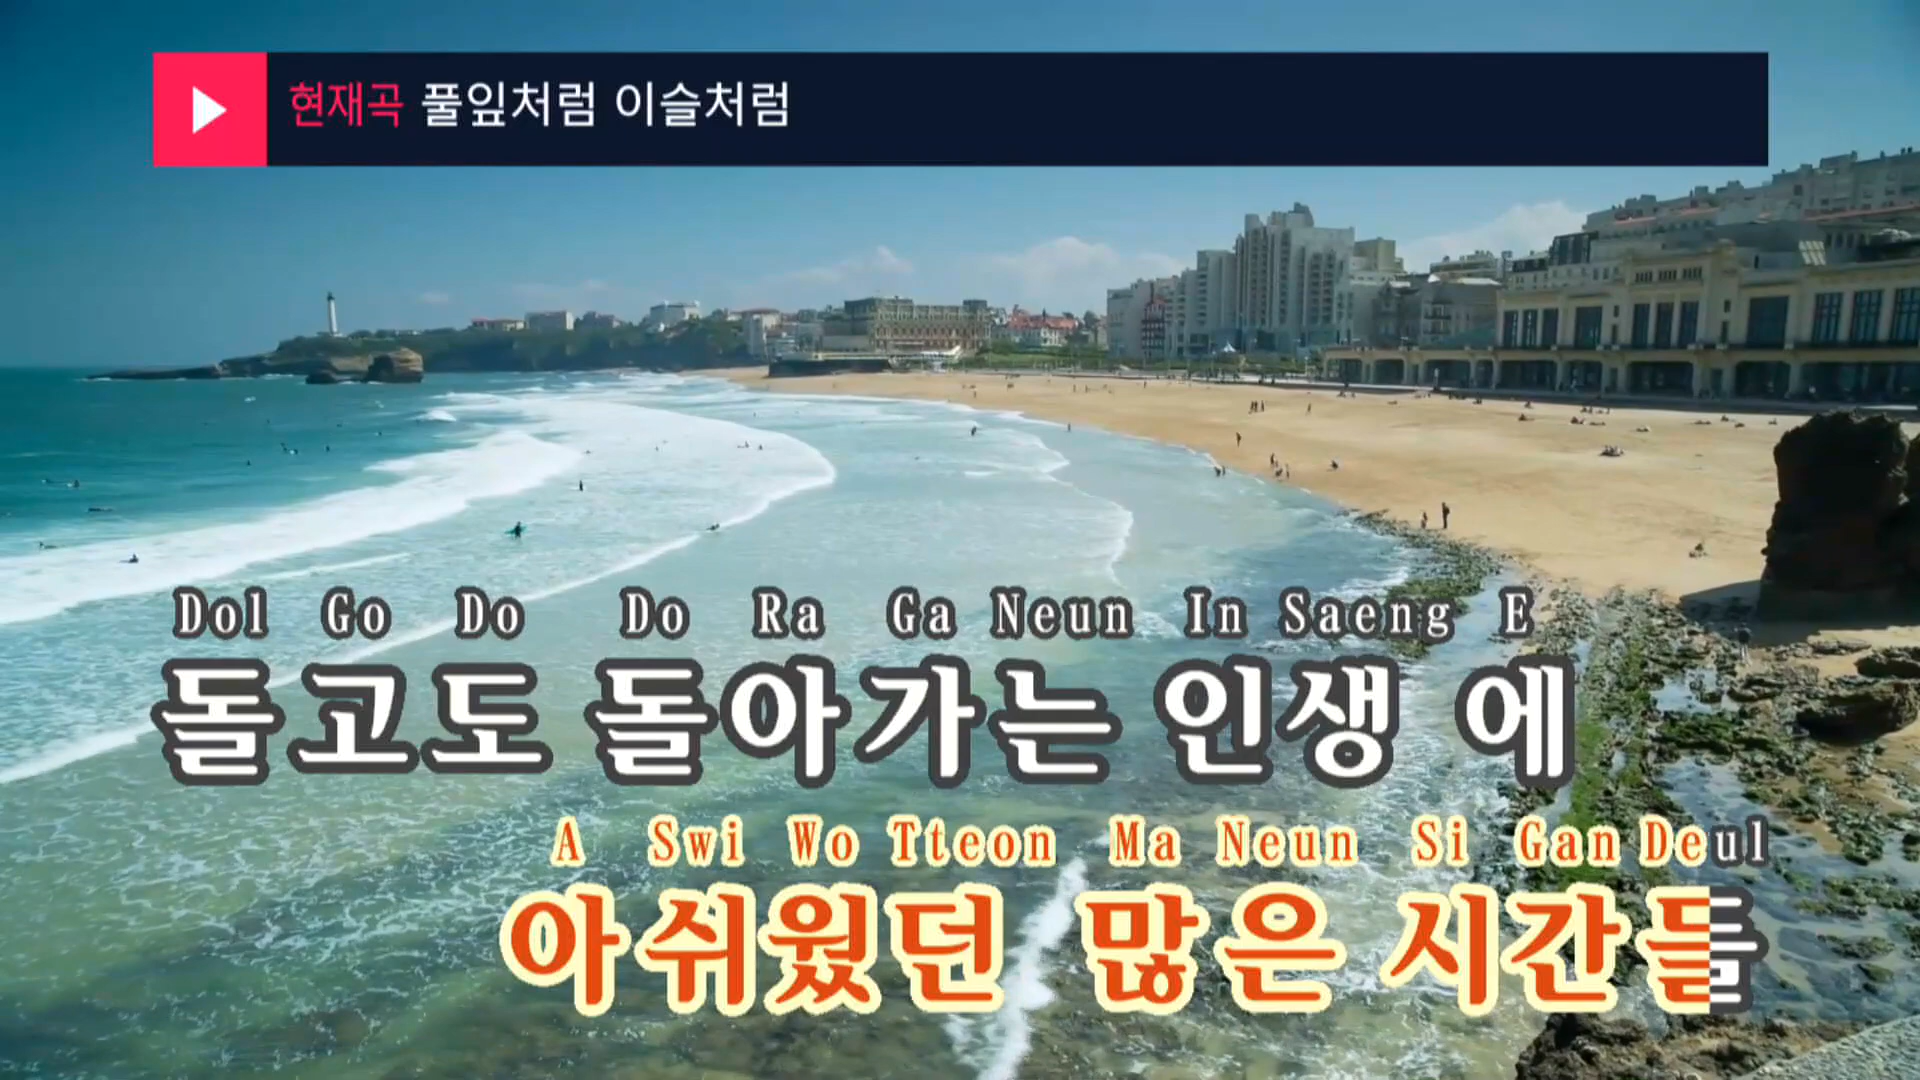 현재곡 풀잎처럼 이슬처럼
Dol Go Do Do Ra Ga Neun In Saeng E
돌고도 돌아가는 인생 에
A Swi Wo Tteon Ma Neun Si Gan Deul
아쉬웠던 많은 시간들